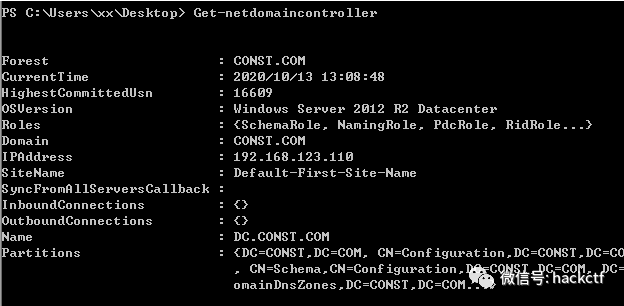 PS C:\Users\xx\Desktop> Get-netdomaincontroller
Forest : CONST.COM
CurrentTime : 2020/10/13 13:08:48
HighestCommittedUsn : 16609
OSVersion : Windows Server 2012 R2 Datacenter
Roles : {SchemaRole, NamingRole, PdcRole, RidRole...}
Domain : CONST.COM
IPAddress : 192.168.123.110
SiteName : Default-First-Site-Name
SyncFromAllServersCallback :
InboundConnections : {}
OutboundConnections : {}
Name : DC.CONST.COM
Partitions : {DC=CONST,DC=COM, CN=Configuration,DC=CONST,DC=CO
, CN=Schema,CN=Configuration,DC=CONST,DC=COM, DC=
omainDnsZones,DC=CONST,DC=COM...
微信号: hackctf